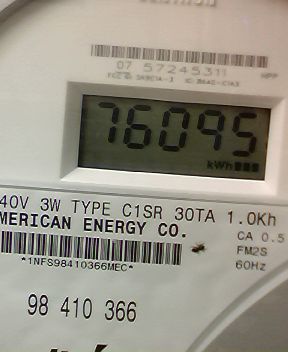 07 57245311
76095
kWh
40V 3W TYPE C1SR 30TA 1.0Kh
MERICAN ENERGY CO.
CA 0.5
FM2S
60Hz
*1NFS98410366MEC*
98 410 366